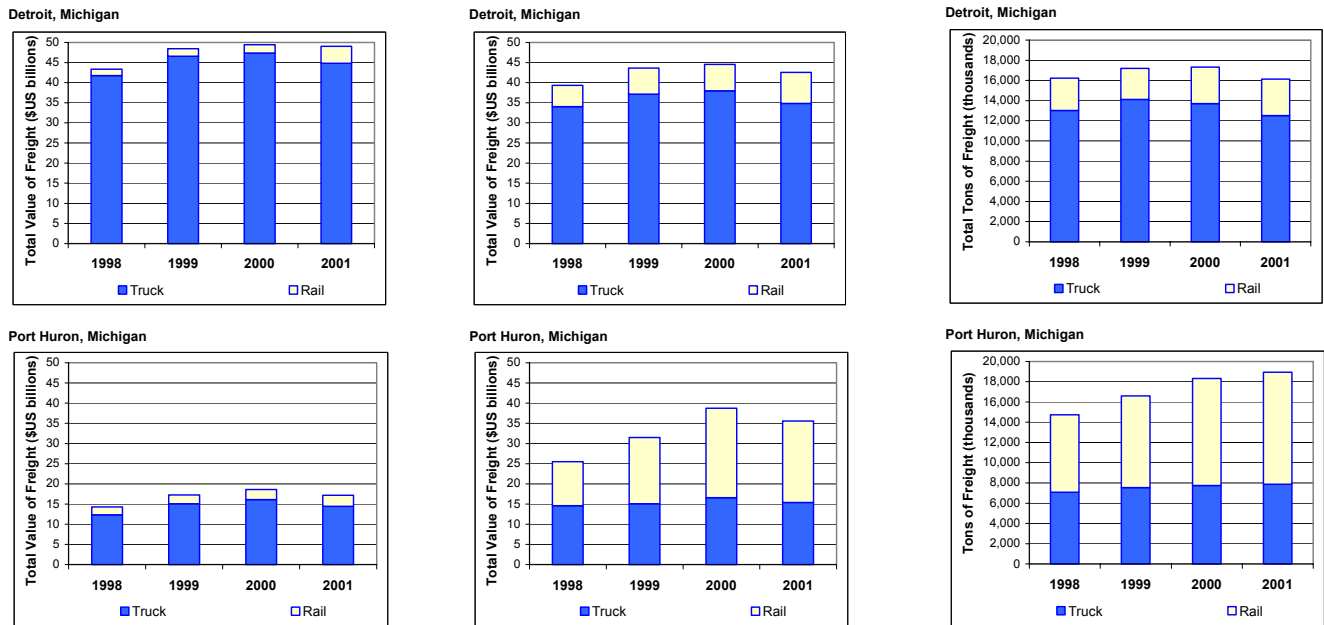 Detroit, Michigan
Total Value of Freight ($US billions)
50
45
40
35
30
25
20
15
10
5
0
1998 1999 2000 2001
Truck Rail
Detroit, Michigan
Total Value of Freight ($US billions)
50
45
40
35
30
25
20
15
10
5
0
1998 1999 2000 2001
Truck Rail
Detroit, Michigan
Total Tons of Freight (thousands)
20,000
18,000
16,000
14,000
12,000
10,000
8,000
6,000
4,000
2,000
0
1998 1999 2000 2001
Truck Rail
Port Huron, Michigan
Total Value of Freight ($US billions)
50
45
40
35
30
25
20
15
10
5
0
1998 1999 2000 2001
Truck Rail
Port Huron, Michigan
Total Value of Freight ($US billions)
50
45
40
35
30
25
20
15
10
5
0
1998 1999 2000 2001
Truck Rail
Port Huron, Michigan
Tons of Freight (thousands)
20,000
18,000
16,000
14,000
12,000
10,000
8,000
6,000
4,000
2,000
0
1998 1999 2000 2001
Truck Rail